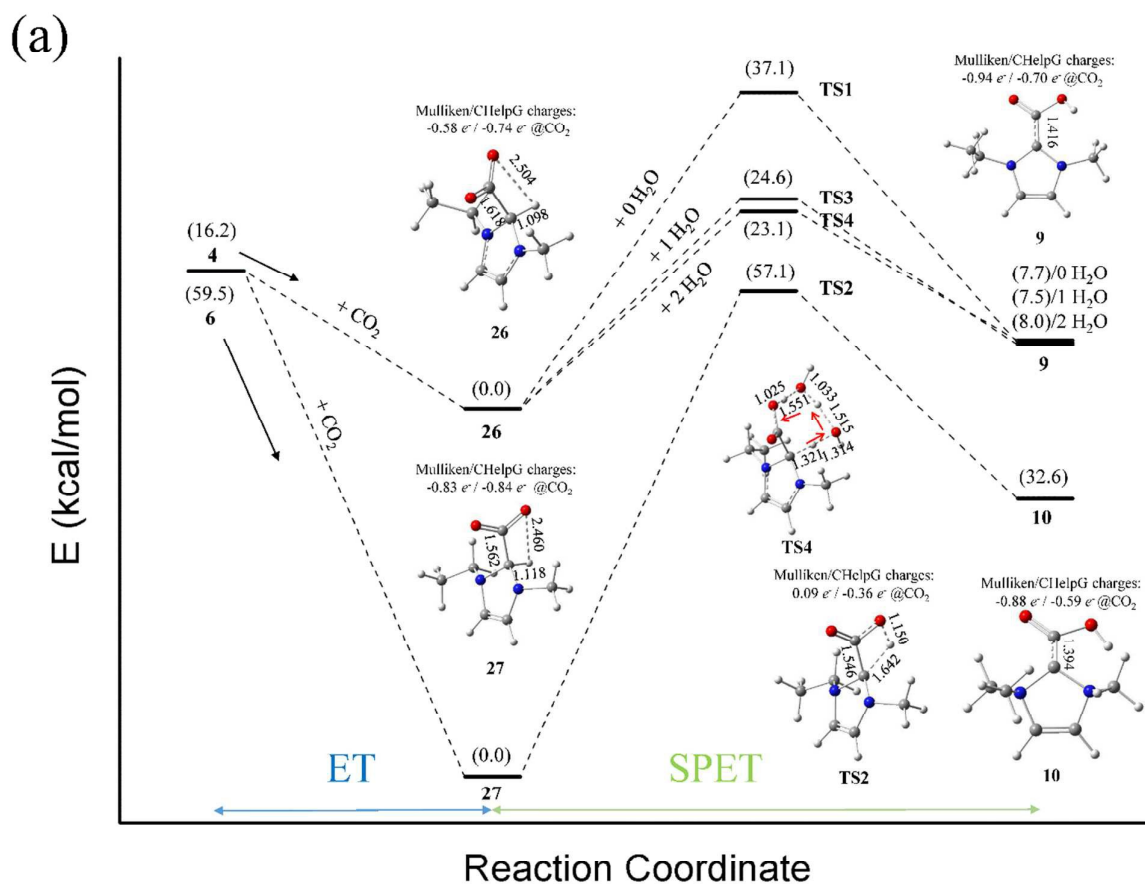 (a)
E (kcal/mol)
Reaction Coordinate
(16.2)
4
(59.5)
6
+ CO₂
+ CO₂
Mulliken/CHelpG charges:
-0.58 e⁻/ -0.74 e⁻ @CO₂
2.504
1.618
1.098
26
(0.0)
26
Mulliken/CHelpG charges:
-0.83 e⁻/ -0.84 e⁻ @CO₂
2.460
1.562
1.118
27
(0.0)
27
+ 0 H₂O
+ 1 H₂O
+ 2 H₂O
(37.1)
TS1
(24.6)
TS3
TS4
(23.1)
(57.1)
TS2
1.025
1.551
1.033
1.515
1.321
1.314
TS4
Mulliken/CHelpG charges:
0.09 e⁻/ -0.36 e⁻ @CO₂
1.150
1.546
1.642
TS2
Mulliken/CHelpG charges:
-0.94 e⁻/ -0.70 e⁻ @CO₂
1.416
9
(7.7)/0 H₂O
(7.5)/1 H₂O
(8.0)/2 H₂O
9
(32.6)
10
Mulliken/CHelpG charges:
-0.88 e⁻/ -0.59 e⁻ @CO₂
1.394
10
ET
SPET